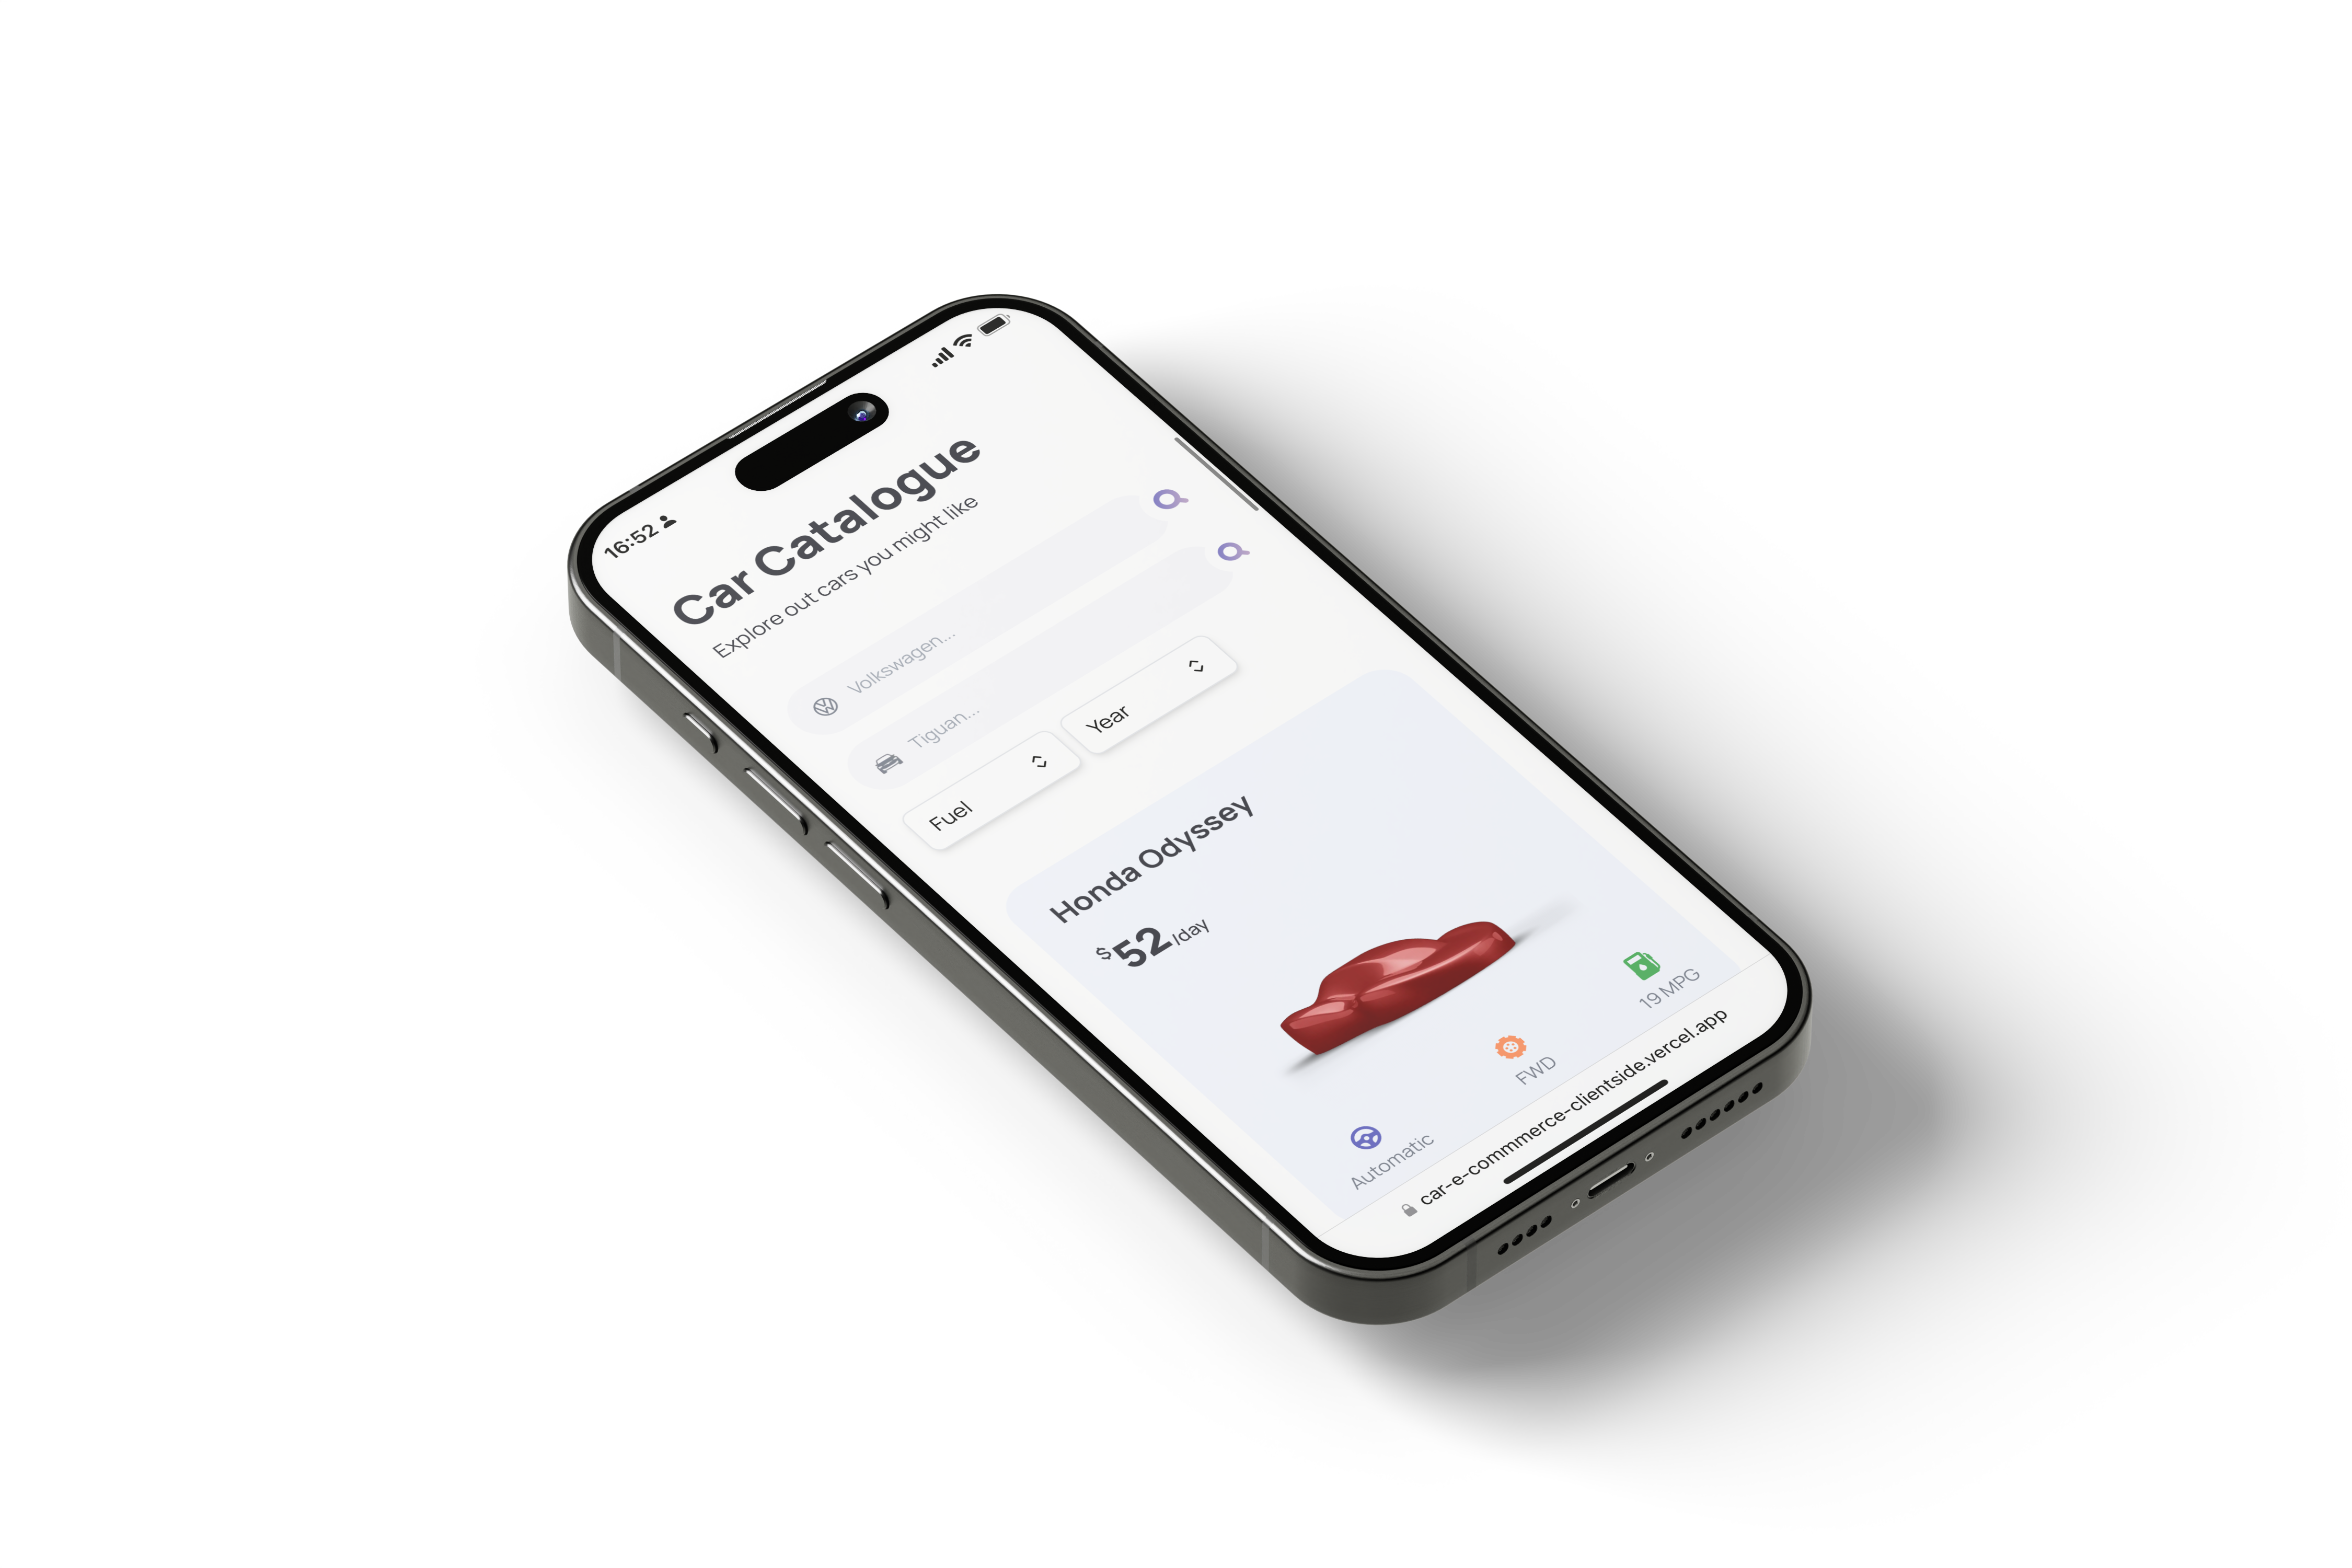 16:52
Car Catalogue
Explore out cars you might like
Volkswagen...
Tiguan...
Fuel
Year
Honda Odyssey
$52/day
Automatic
FWD
19 MPG
car-e-commmerce-clientside.vercel.app